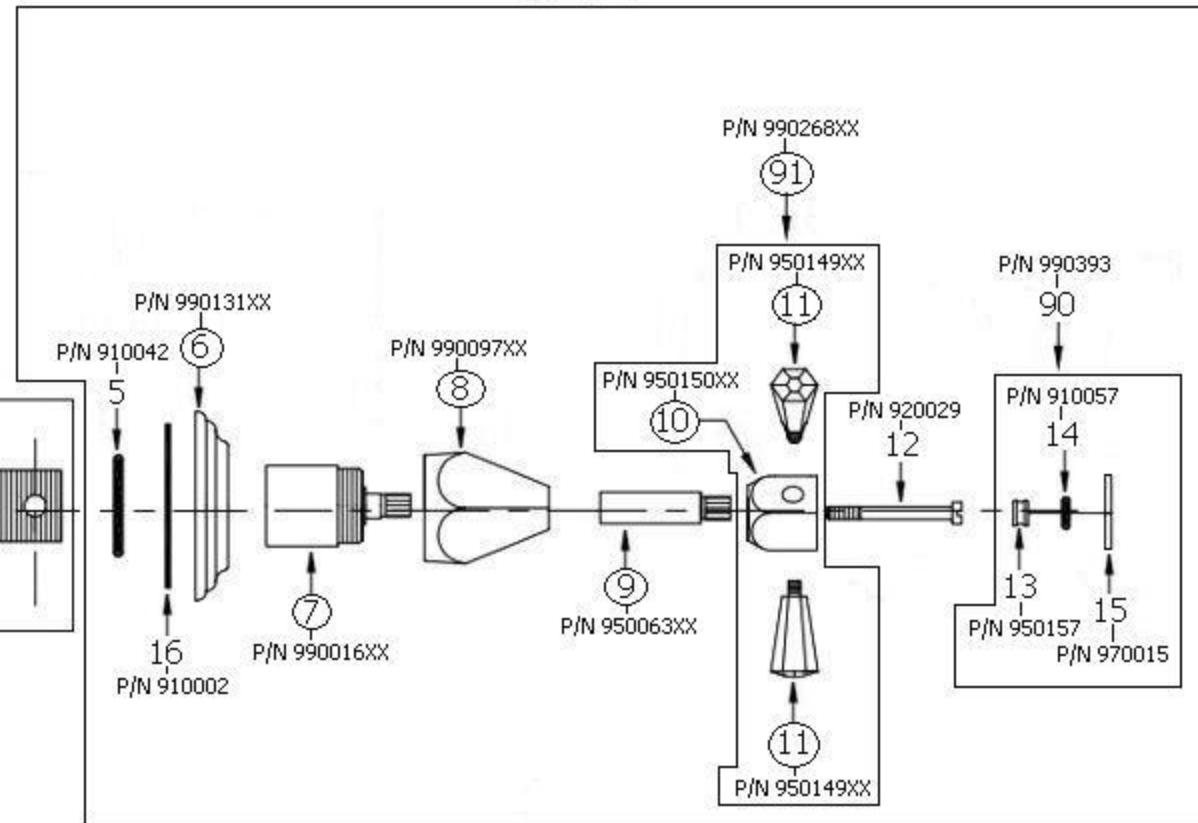 P/N 990268XX
91
P/N 950149XX
11
P/N 990393
90
P/N 990131XX
6
P/N 910042
5
P/N 990097XX
8
P/N 950150XX
10
P/N 920029
12
P/N 910057
14
7
P/N 990016XX
16
P/N 910002
9
P/N 950063XX
13
P/N 950157
15
P/N 970015
11
P/N 950149XX